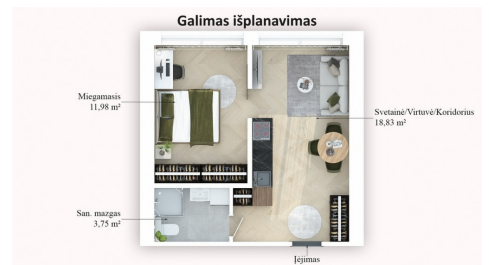 Galimas išplanavimas
Miegamasis
11,98 m²
Svetainė/Virtuvė/Koridorius
18,83 m²
San. mazgas
3,75 m²
Įėjimas